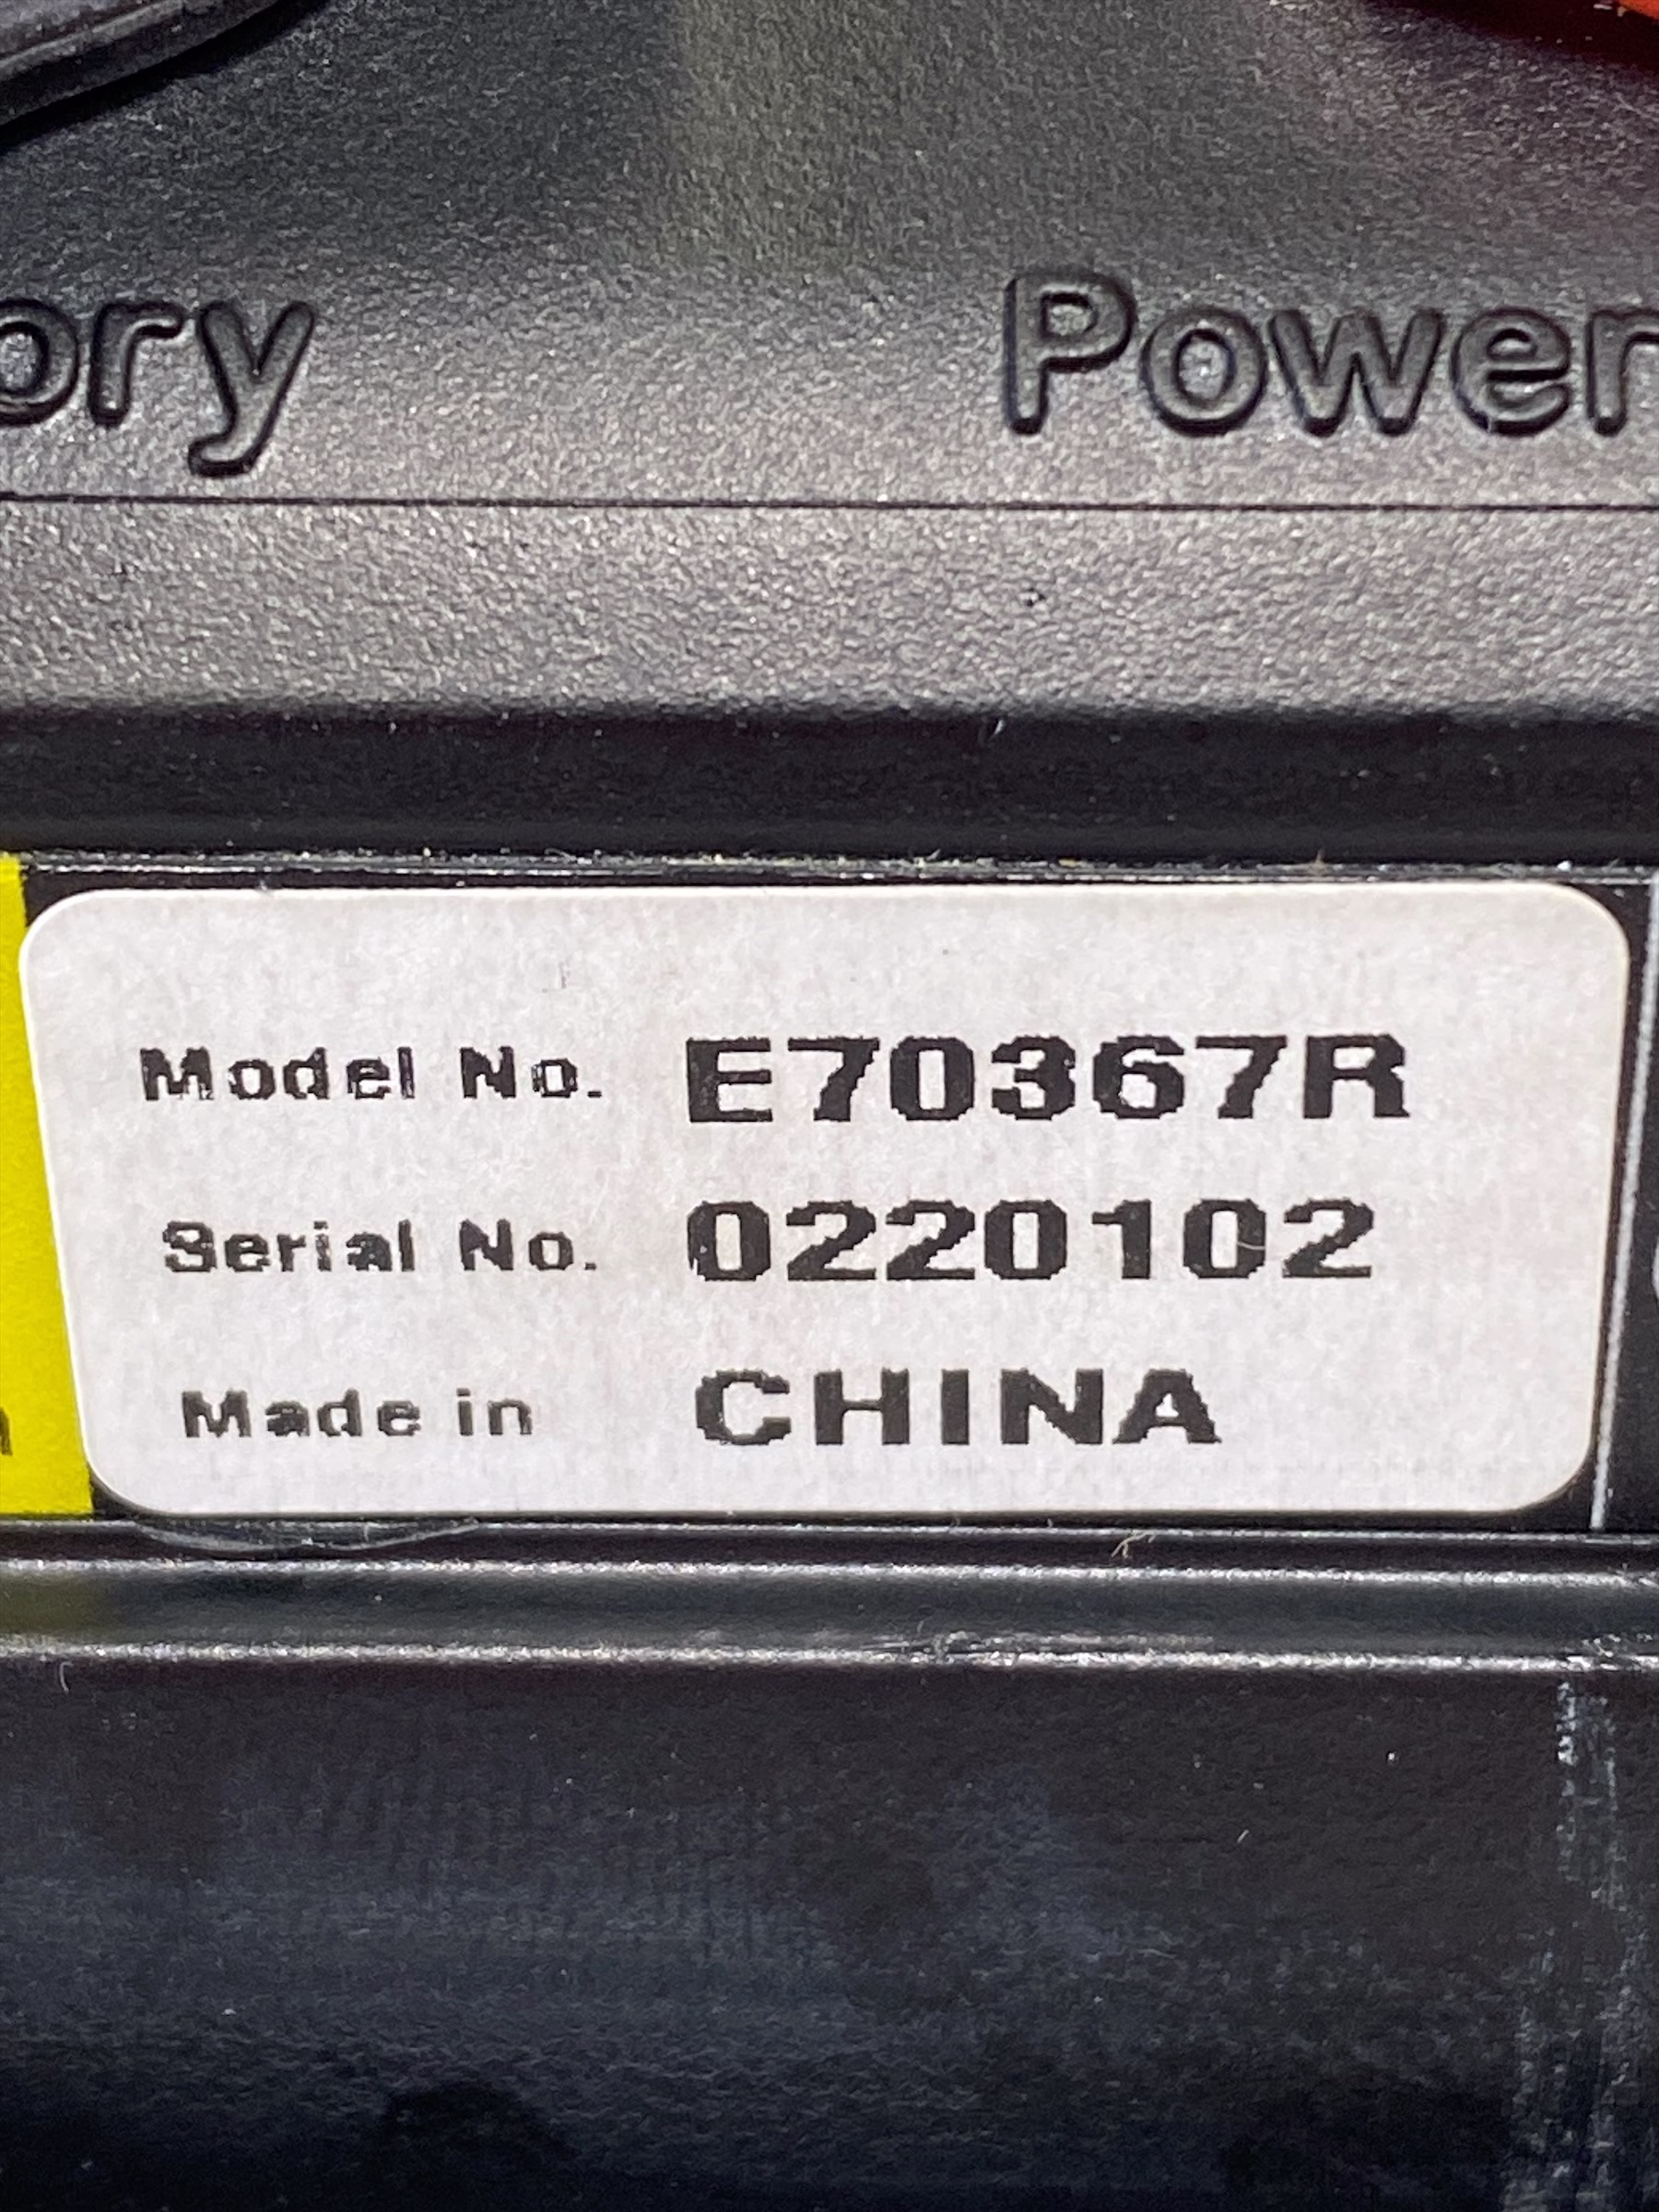 ory Power
Model No. E70367R
Serial No. 0220102
Made in CHINA